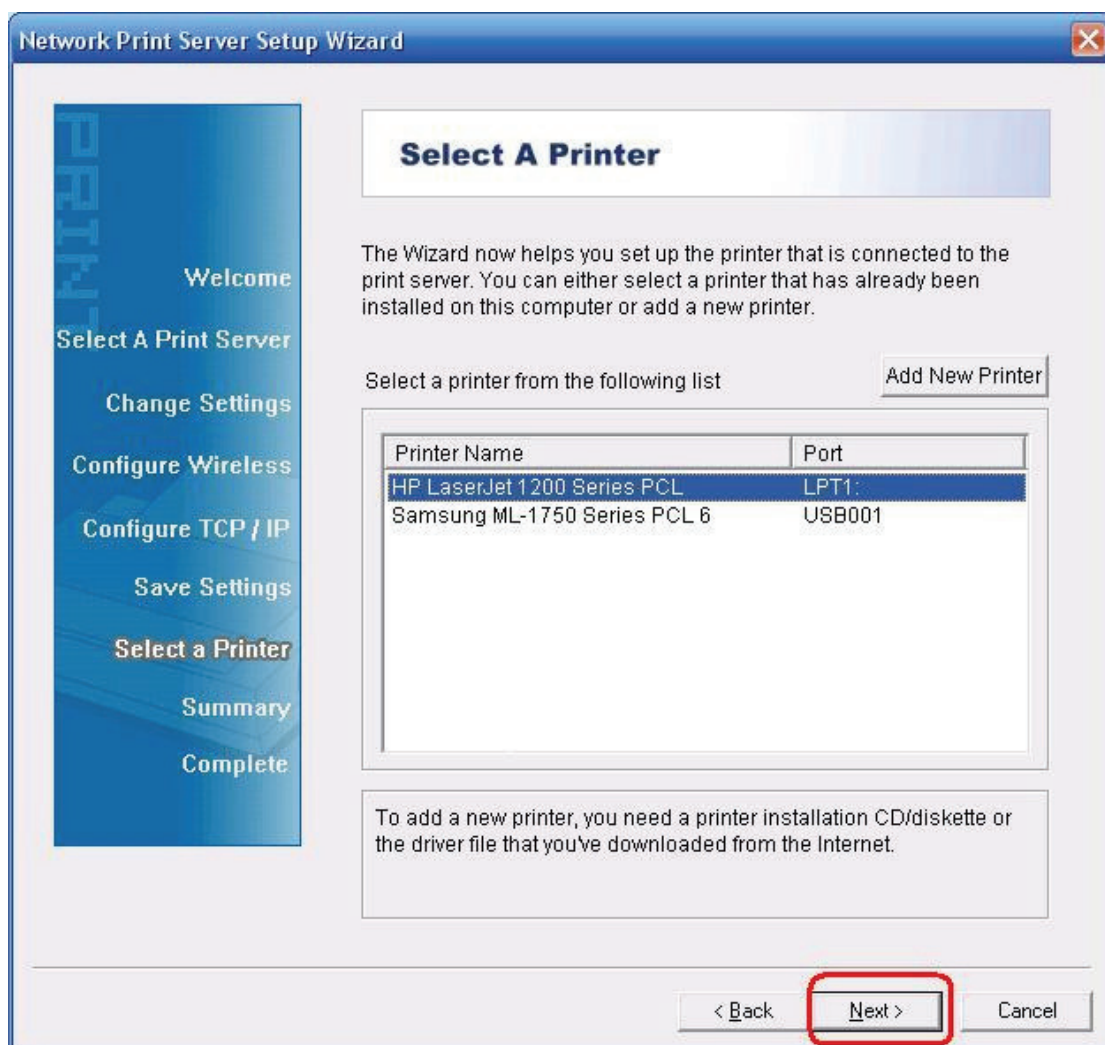 Network Print Server Setup Wizard
PRINT
Welcome
Select A Print Server
Change Settings
Configure Wireless
Configure TCP / IP
Save Settings
Select a Printer
Summary
Complete
Select A Printer
The Wizard now helps you set up the printer that is connected to the
print server. You can either select a printer that has already been
installed on this computer or add a new printer.
Select a printer from the following list
Add New Printer
Printer Name Port
HP LaserJet 1200 Series PCL LPT1:
Samsung ML-1750 Series PCL 6 USB001
To add a new printer, you need a printer installation CD/diskette or
the driver file that you've downloaded from the Internet.
< Back Next > Cancel